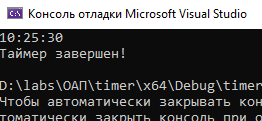 Консоль отладки Microsoft Visual Studio
10:25:30
Таймер завершен!
D:\labs\ОАП\timer\x64\Debug\timer
Чтобы автоматически закрывать кон
томатически закрыть консоль при о